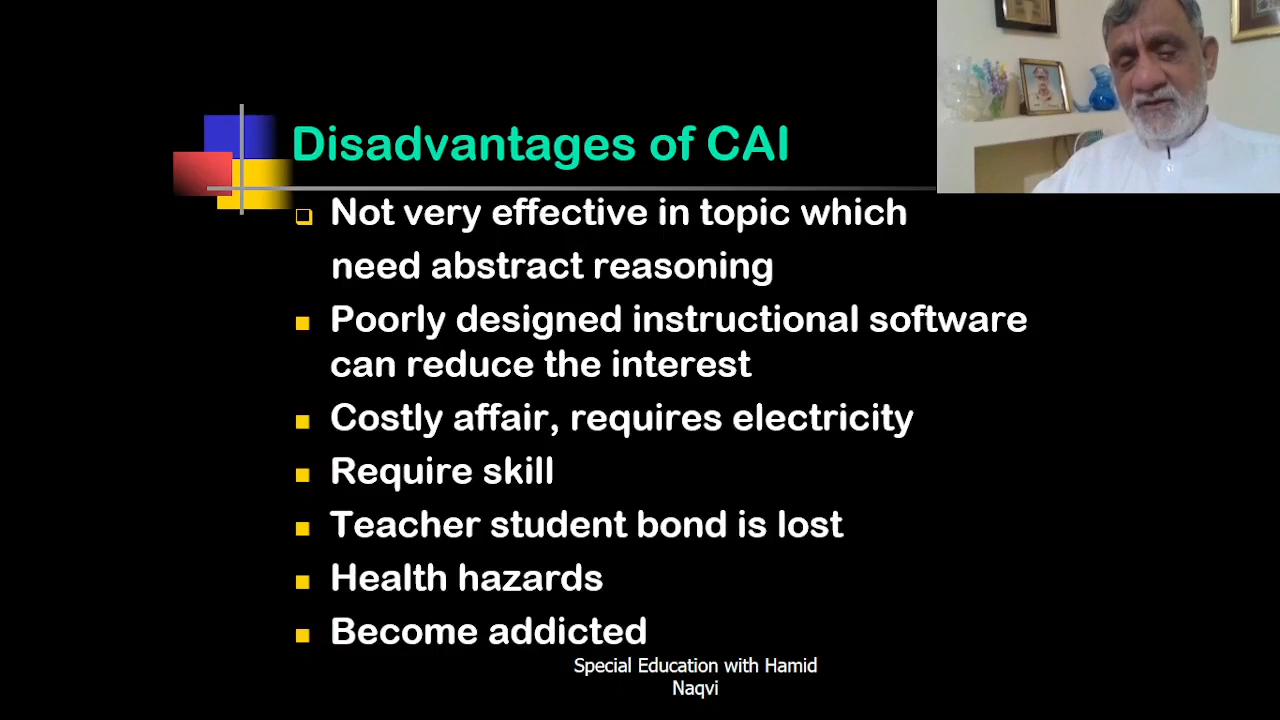 Disadvantages of CAI
Not very effective in topic which
need abstract reasoning
Poorly designed instructional software
can reduce the interest
Costly affair, requires electricity
Require skill
Teacher student bond is lost
Health hazards
Become addicted
Special Education with Hamid
Naqvi